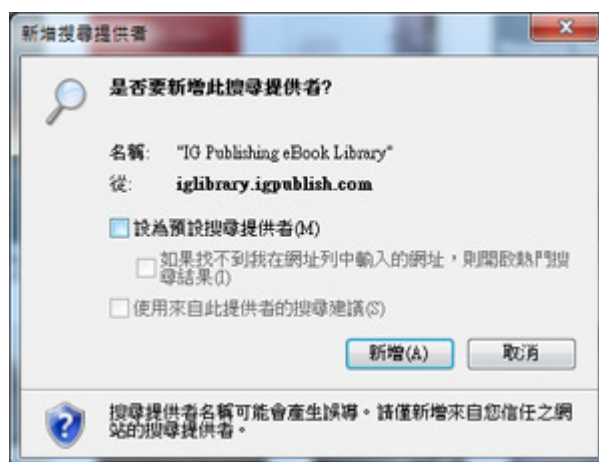 新增搜尋提供者
是否要新增此搜尋提供者?
名稱: "IG Publishing eBook Library"
從: iglibrary.igpublish.com
設為預設搜尋提供者(M)
如果找不到我在網址列中輸入的網址，則開啟熱門搜
尋結果(I)
使用來自此提供者的搜尋建議(S)
新增(A) 取消
搜尋提供者名稱可能會產生誤導。請僅新增來自您信任之網
站的搜尋提供者。